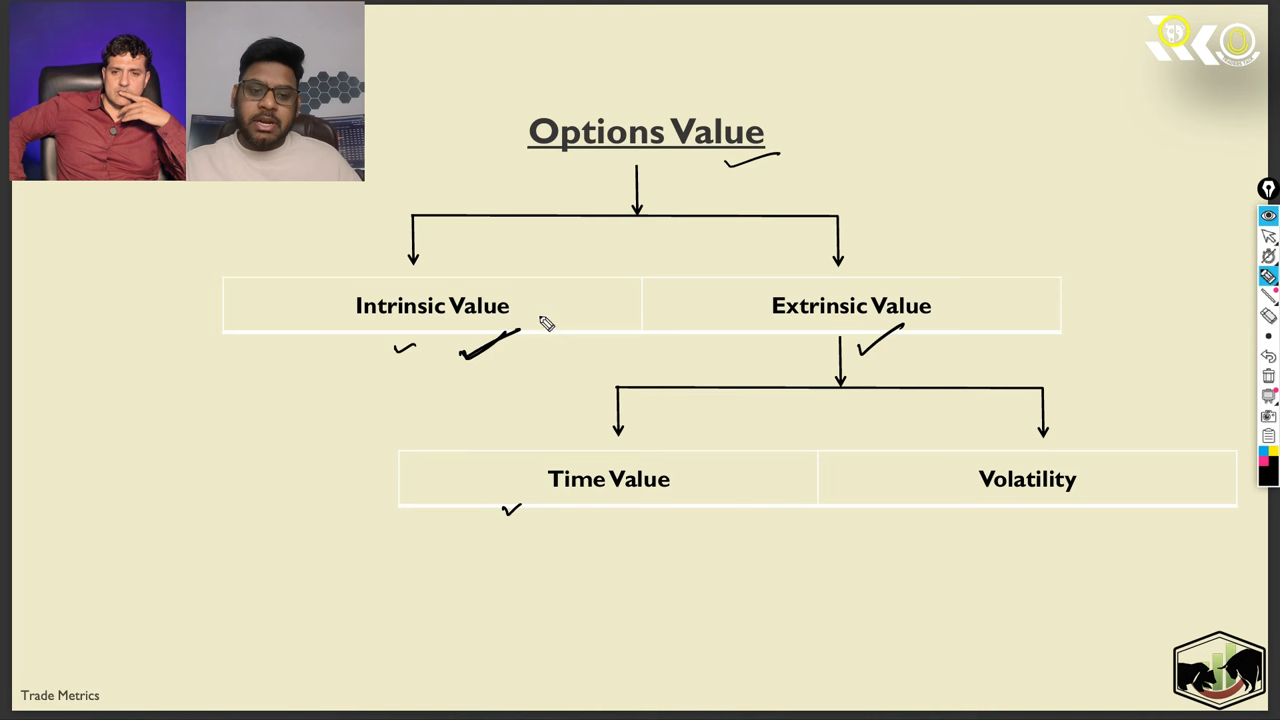 Options Value
Intrinsic Value
Extrinsic Value
Time Value
Volatility
Trade Metrics